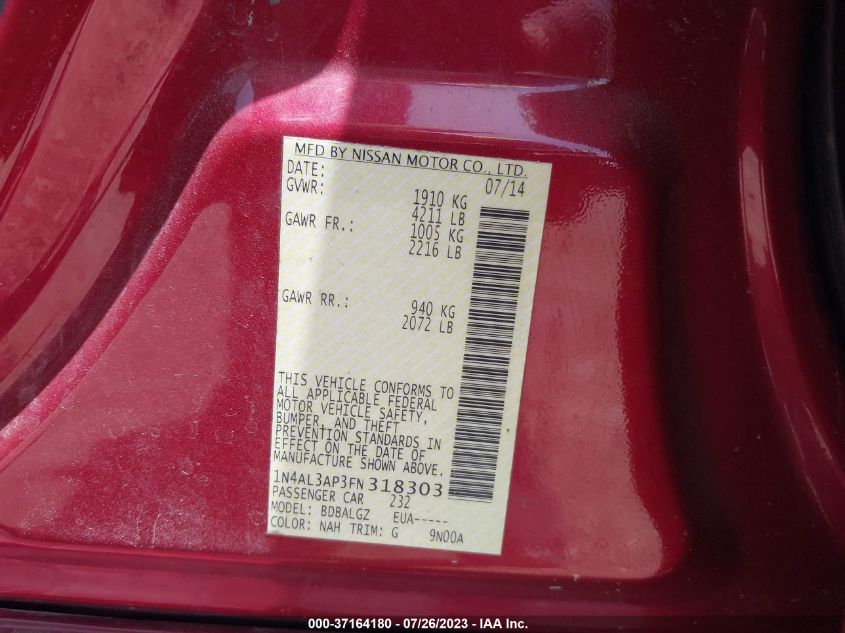 MFD BY NISSAN MOTOR CO., LTD.
DATE: 07/14
GVWR: 1910 KG
4211 LB
GAWR FR.: 1005 KG
2216 LB
GAWR RR.: 940 KG
2072 LB
THIS VEHICLE CONFORMS TO
ALL APPLICABLE FEDERAL
MOTOR VEHICLE SAFETY,
BUMPER, AND THEFT
PREVENTION STANDARDS IN
EFFECT ON THE DATE OF
MANUFACTURE SHOWN ABOVE.
1N4AL3AP3FN318303
PASSENGER CAR 232
MODEL: BDBALGZ EUA-----
COLOR: NAH TRIM: G 9N00A
000-37164180 - 07/26/2023 - IAA Inc.